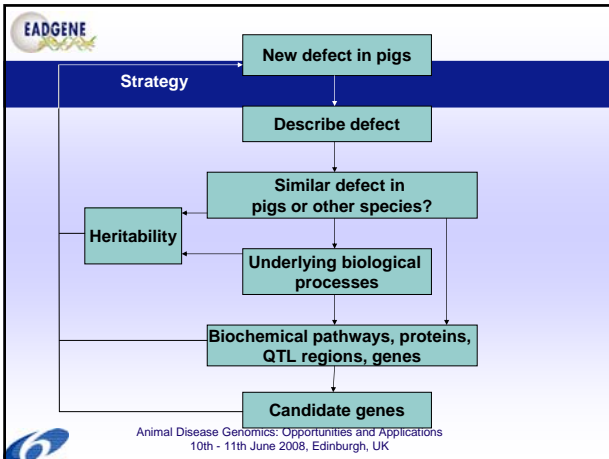 EADGENE
New defect in pigs
Strategy
Describe defect
Similar defect in
pigs or other species?
Heritability
Underlying biological
processes
Biochemical pathways, proteins,
QTL regions, genes
Candidate genes
Animal Disease Genomics: Opportunities and Applications
10th - 11th June 2008, Edinburgh, UK
6